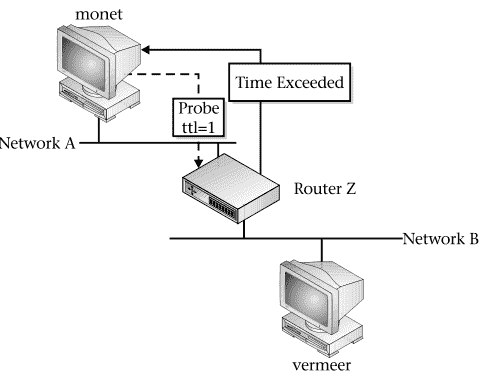 monet
Time Exceeded
Probe
ttl=1
Network A
Router Z
Network B
vermeer